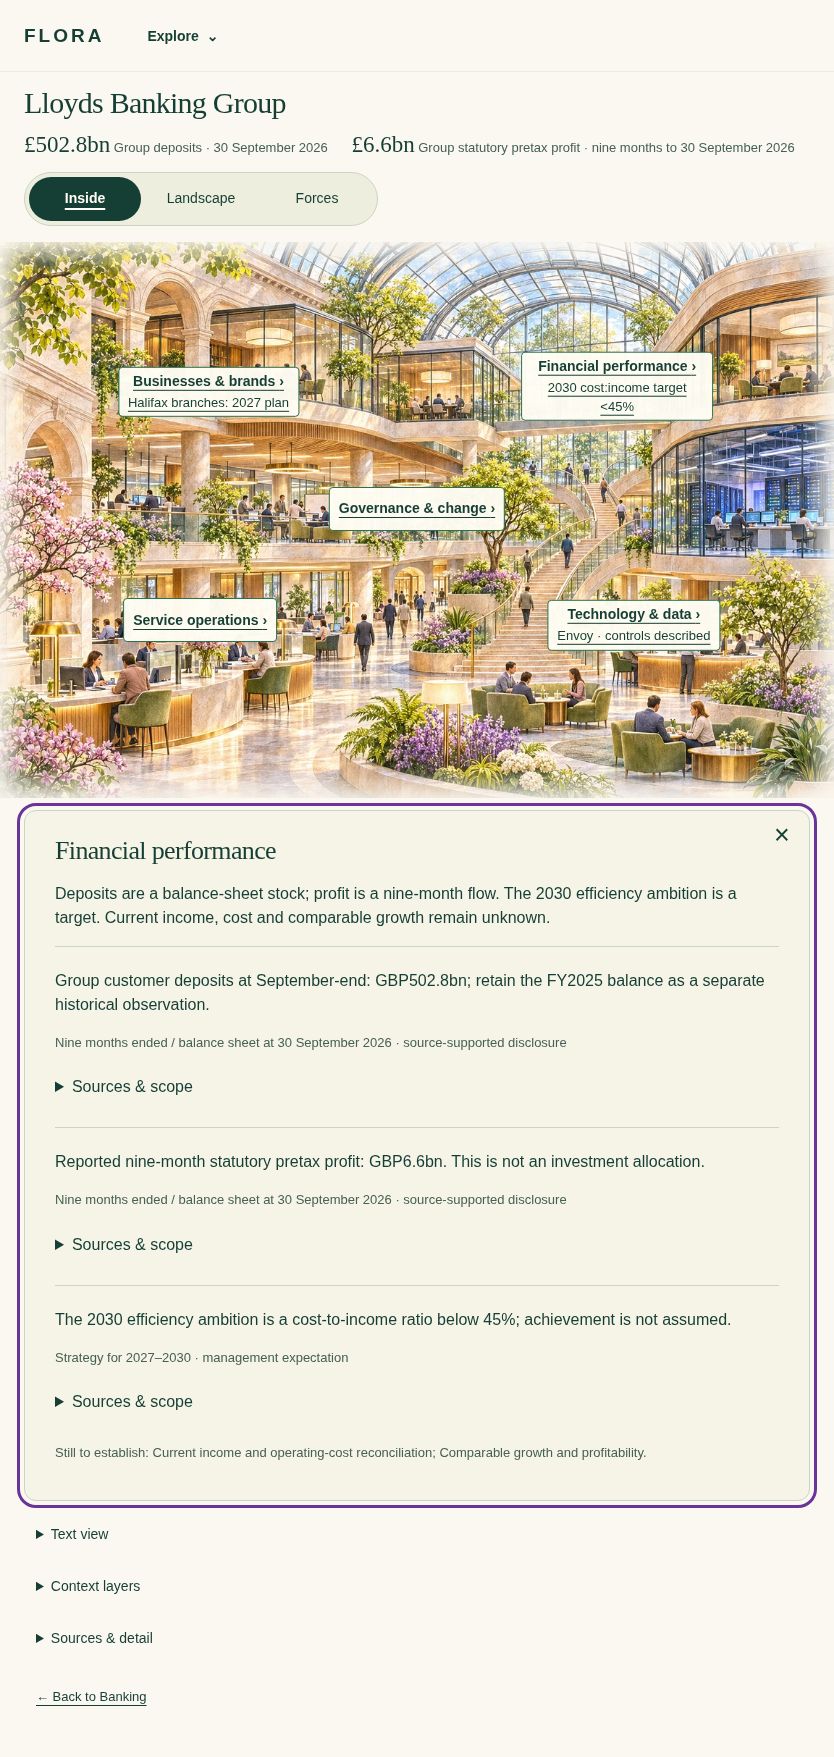 FLORA
Explore ⌄
Lloyds Banking Group
£502.8bn Group deposits · 30 September 2026 £6.6bn Group statutory pretax profit · nine months to 30 September 2026
Inside Landscape Forces
Financial performance ›
2030 cost:income target
<45%
Businesses & brands ›
Halifax branches: 2027 plan
Governance & change ›
Service operations ›
Technology & data ›
Envoy · controls described
✕
Financial performance
Deposits are a balance-sheet stock; profit is a nine-month flow. The 2030 efficiency ambition is a
target. Current income, cost and comparable growth remain unknown.
Group customer deposits at September-end: GBP502.8bn; retain the FY2025 balance as a separate
historical observation.
Nine months ended / balance sheet at 30 September 2026 · source-supported disclosure
▶ Sources & scope
Reported nine-month statutory pretax profit: GBP6.6bn. This is not an investment allocation.
Nine months ended / balance sheet at 30 September 2026 · source-supported disclosure
▶ Sources & scope
The 2030 efficiency ambition is a cost-to-income ratio below 45%; achievement is not assumed.
Strategy for 2027–2030 · management expectation
▶ Sources & scope
Still to establish: Current income and operating-cost reconciliation; Comparable growth and profitability.
▶ Text view
▶ Context layers
▶ Sources & detail
← Back to Banking